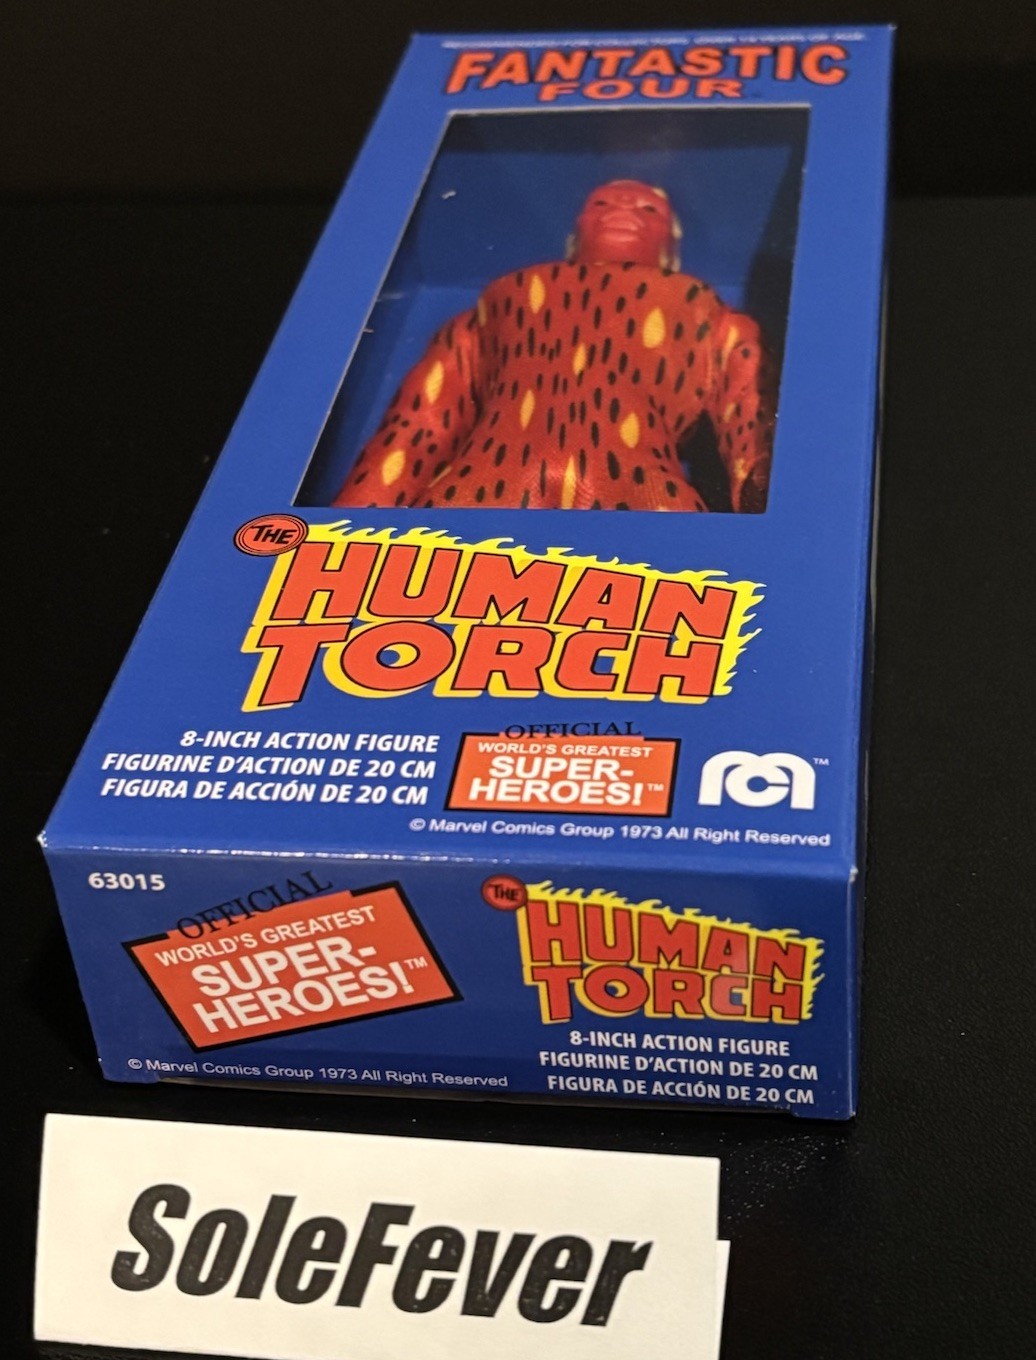 FANTASTIC
FOUR
THE
HUMAN
TORCH
8-INCH ACTION FIGURE
FIGURINE D'ACTION DE 20 CM
FIGURA DE ACCIÓN DE 20 CM
OFFICIAL
WORLD'S GREATEST
SUPER-
HEROES!™
mego ™
© Marvel Comics Group 1973 All Right Reserved
63015
OFFICIAL
WORLD'S GREATEST
SUPER-
HEROES!™
© Marvel Comics Group 1973 All Right Reserved
THE
HUMAN
TORCH
8-INCH ACTION FIGURE
FIGURINE D'ACTION DE 20 CM
FIGURA DE ACCIÓN DE 20 CM
SoleFever